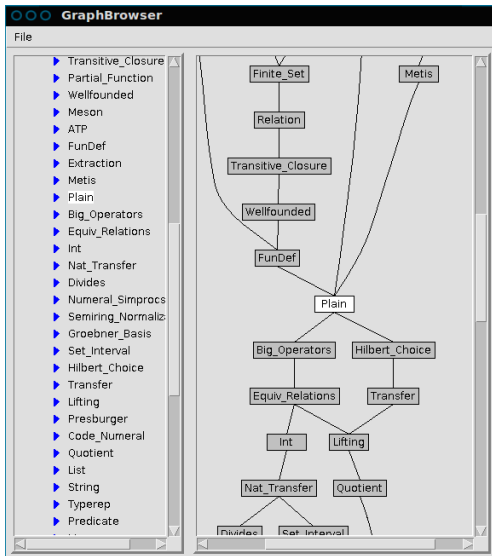 GraphBrowser
File
Transitive_Closure
Partial_Function
Wellfounded
Meson
ATP
FunDef
Extraction
Metis
Plain
Big_Operators
Equiv_Relations
Int
Nat_Transfer
Divides
Numeral_Simprocs
Semiring_Normaliz
Groebner_Basis
Set_Interval
Hilbert_Choice
Transfer
Lifting
Presburger
Code_Numeral
Quotient
List
String
Typerep
Predicate
Finite_Set
Metis
Relation
Transitive_Closure
Wellfounded
FunDef
Plain
Big_Operators
Hilbert_Choice
Equiv_Relations
Transfer
Int
Lifting
Nat_Transfer
Quotient
Divides
Set_Interval